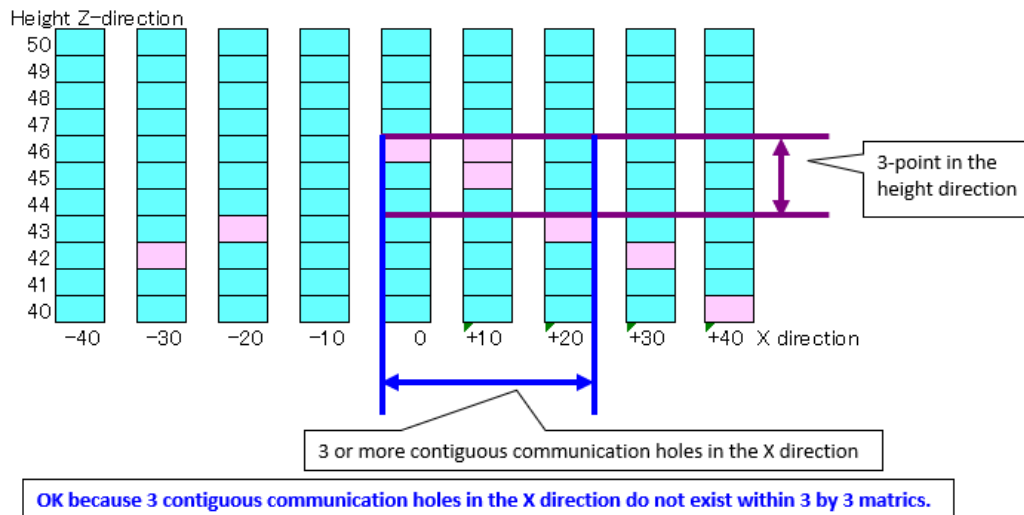 Height Z-direction
50
49
48
47
46
45
44
43
42
41
40
-40 -30 -20 -10 0 +10 +20 +30 +40 X direction
3-point in the
height direction
3 or more contiguous communication holes in the X direction
OK because 3 contiguous communication holes in the X direction do not exist within 3 by 3 matrics.